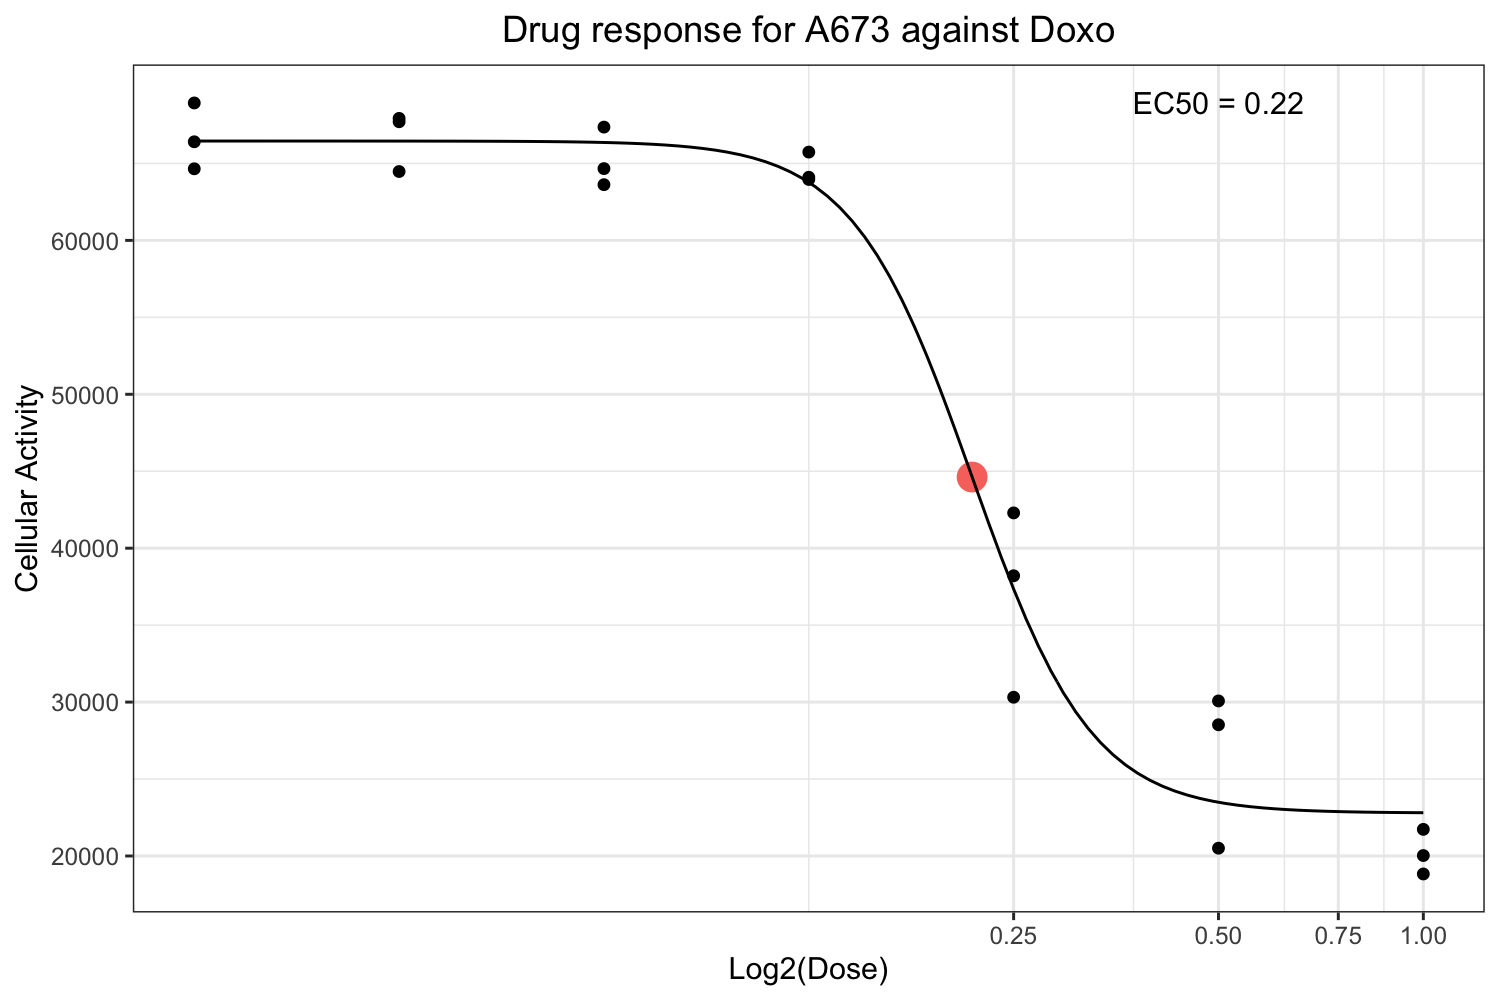 Drug response for A673 against Doxo
EC50 = 0.22
60000
50000
40000
30000
20000
Cellular Activity
0.25 0.50 0.75 1.00
Log2(Dose)